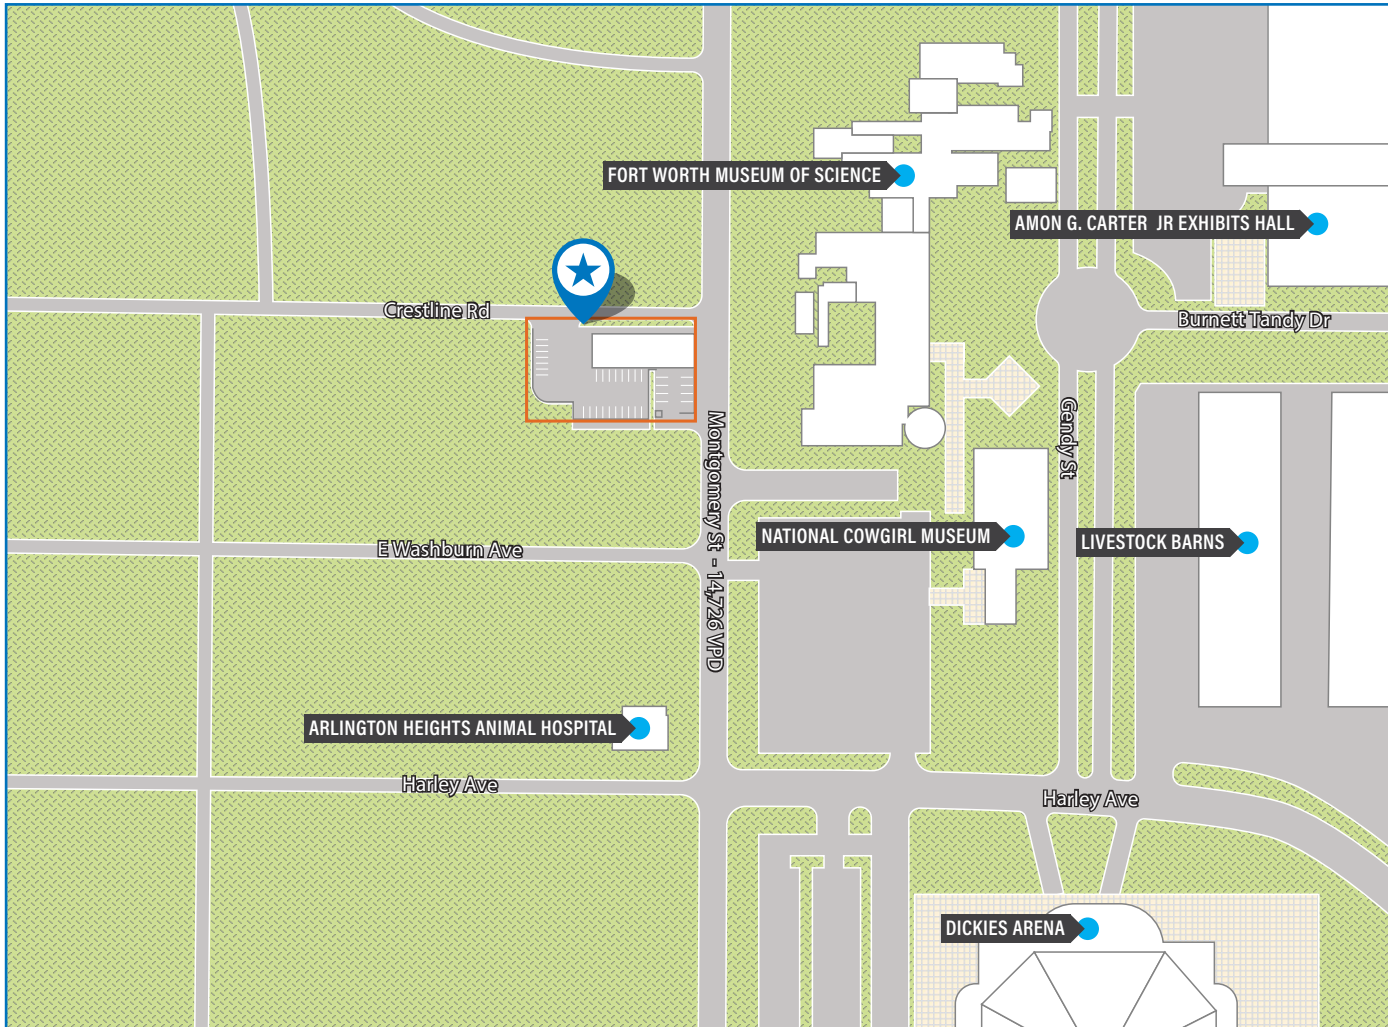 FORT WORTH MUSEUM OF SCIENCE
AMON G. CARTER JR EXHIBITS HALL
Crestline Rd
Burnett Tandy Dr
Gendy St
Montgomery St - 14,726 VPD
NATIONAL COWGIRL MUSEUM
LIVESTOCK BARNS
E Washburn Ave
ARLINGTON HEIGHTS ANIMAL HOSPITAL
Harley Ave
Harley Ave
DICKIES ARENA